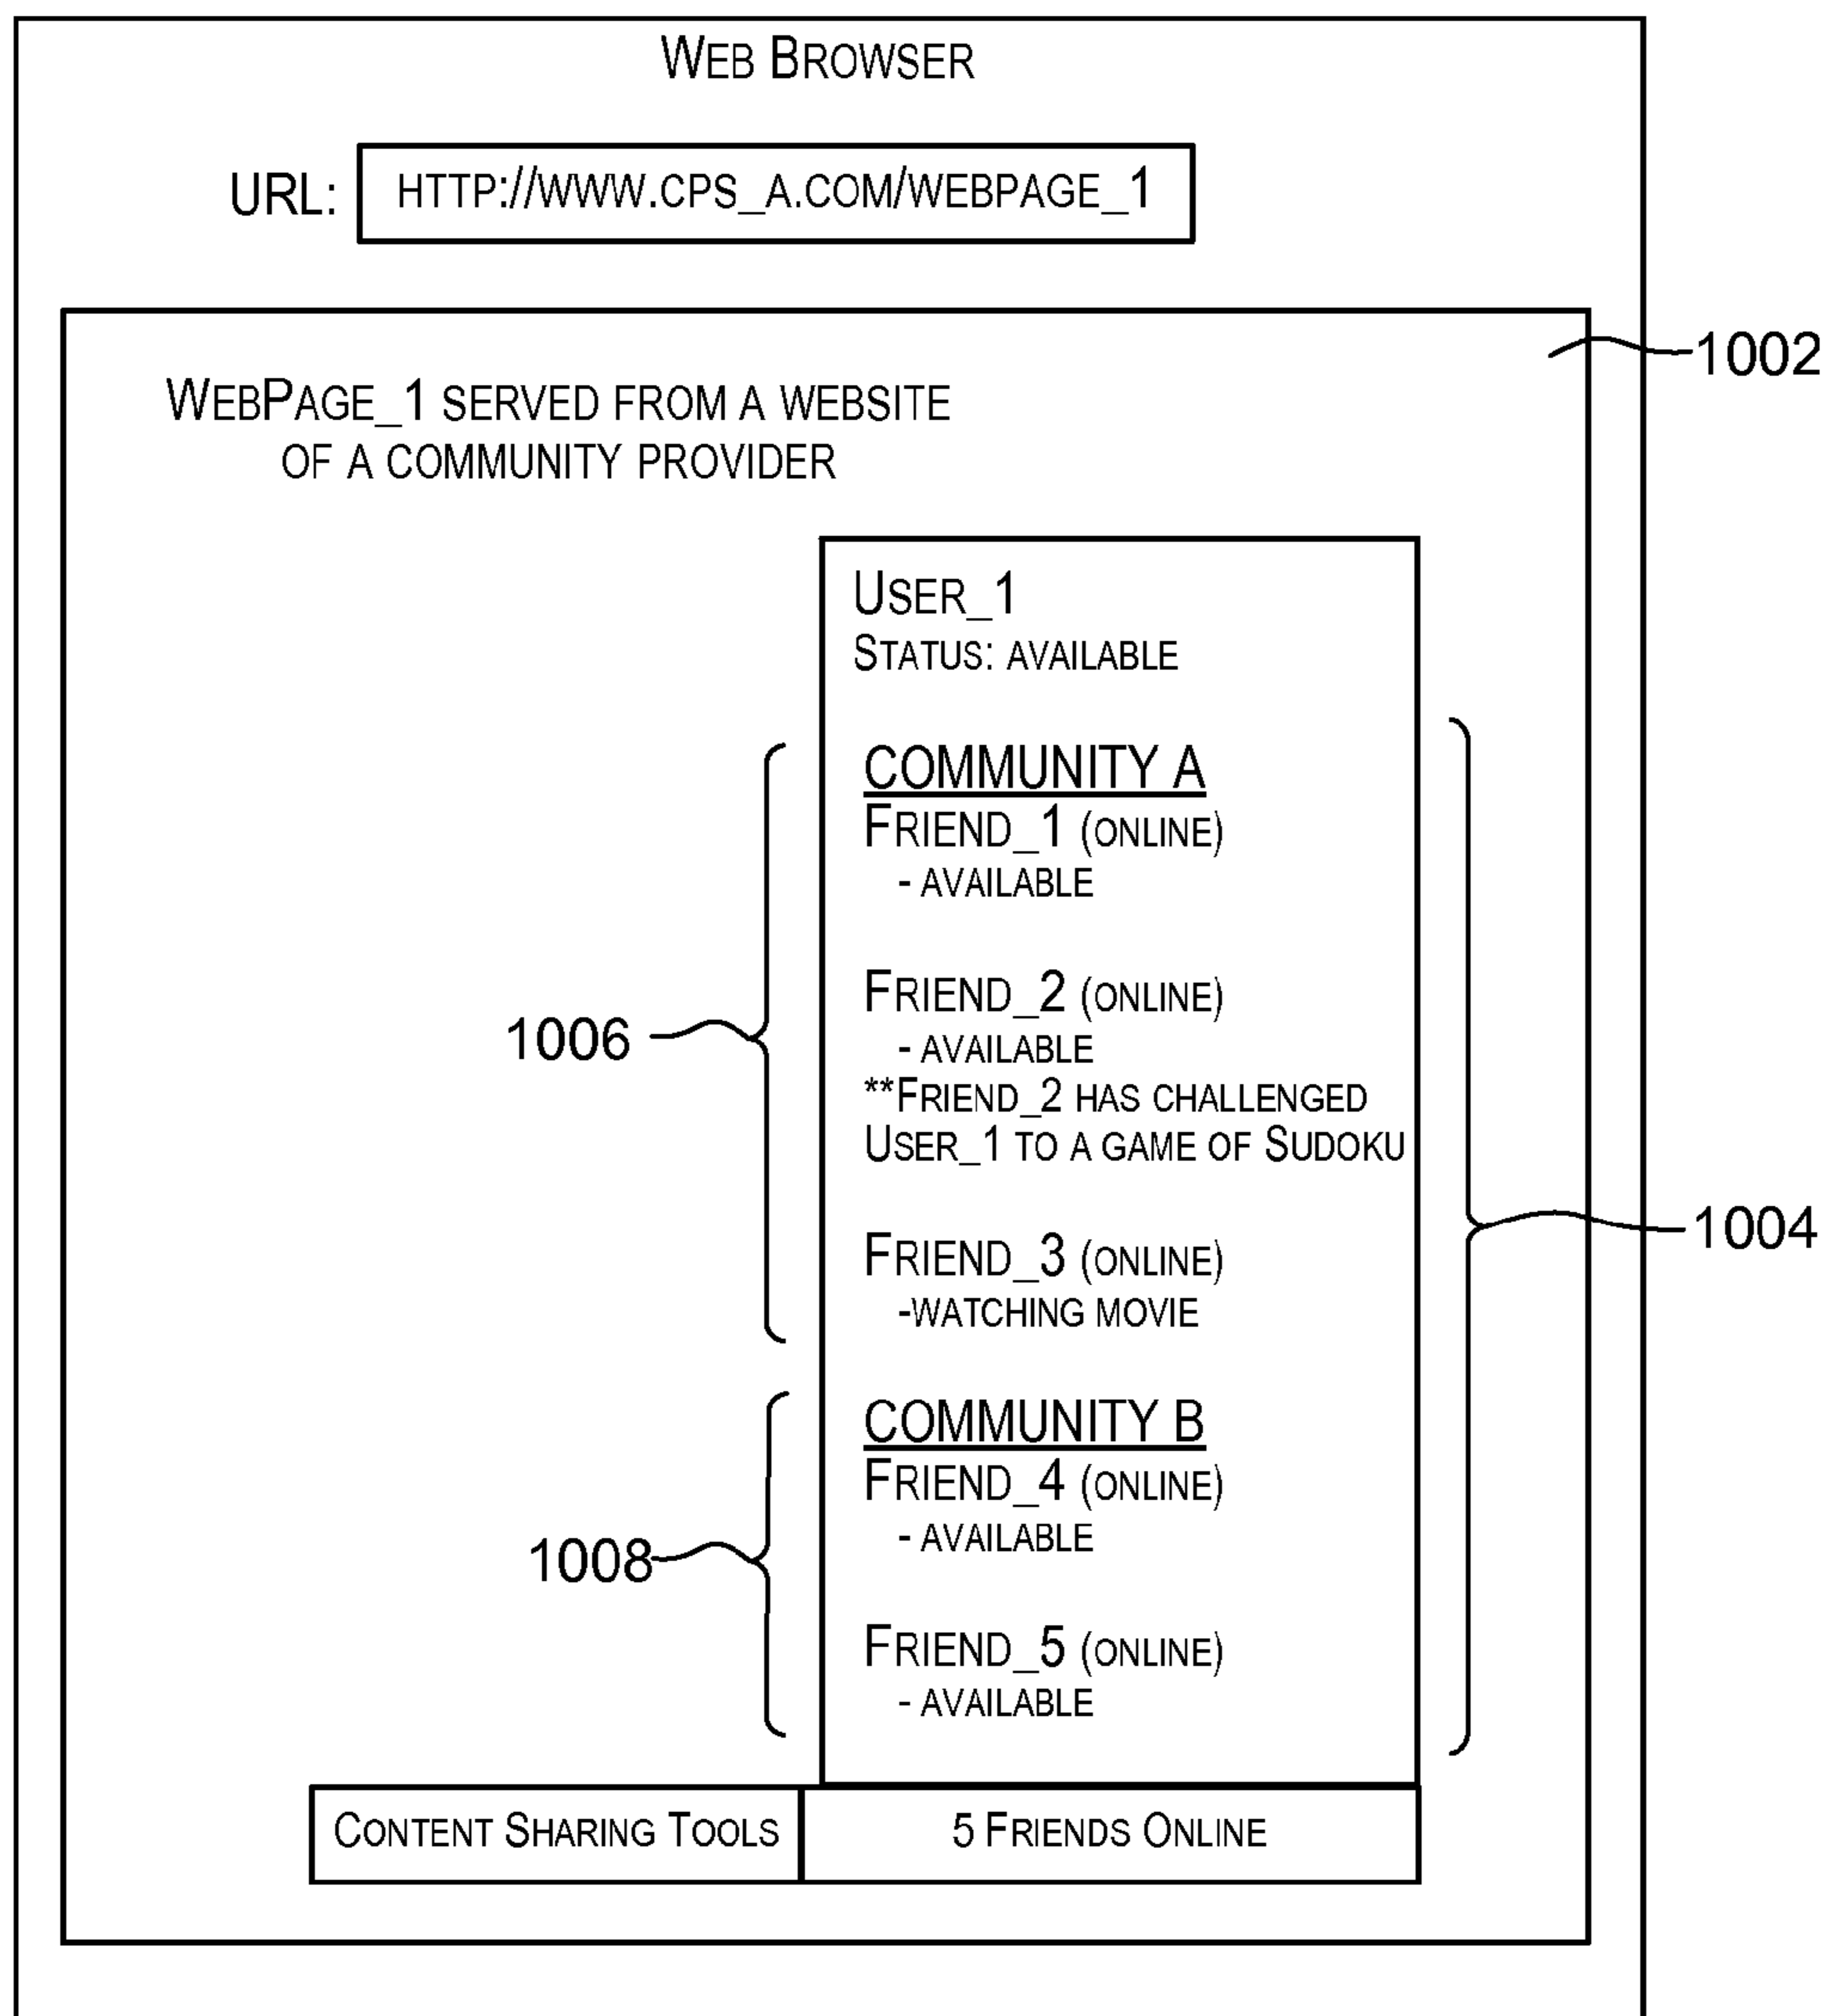 WEB BROWSER
URL: HTTP://WWW.CPS_A.COM/WEBPAGE_1
1002
WEBPAGE_1 SERVED FROM A WEBSITE
OF A COMMUNITY PROVIDER
USER_1
STATUS: AVAILABLE
COMMUNITY A
FRIEND_1 (ONLINE)
- AVAILABLE
FRIEND_2 (ONLINE)
1006
- AVAILABLE
**FRIEND_2 HAS CHALLENGED
USER_1 TO A GAME OF SUDOKU
1004
FRIEND_3 (ONLINE)
-WATCHING MOVIE
COMMUNITY B
FRIEND_4 (ONLINE)
- AVAILABLE
1008
FRIEND_5 (ONLINE)
- AVAILABLE
CONTENT SHARING TOOLS
5 FRIENDS ONLINE